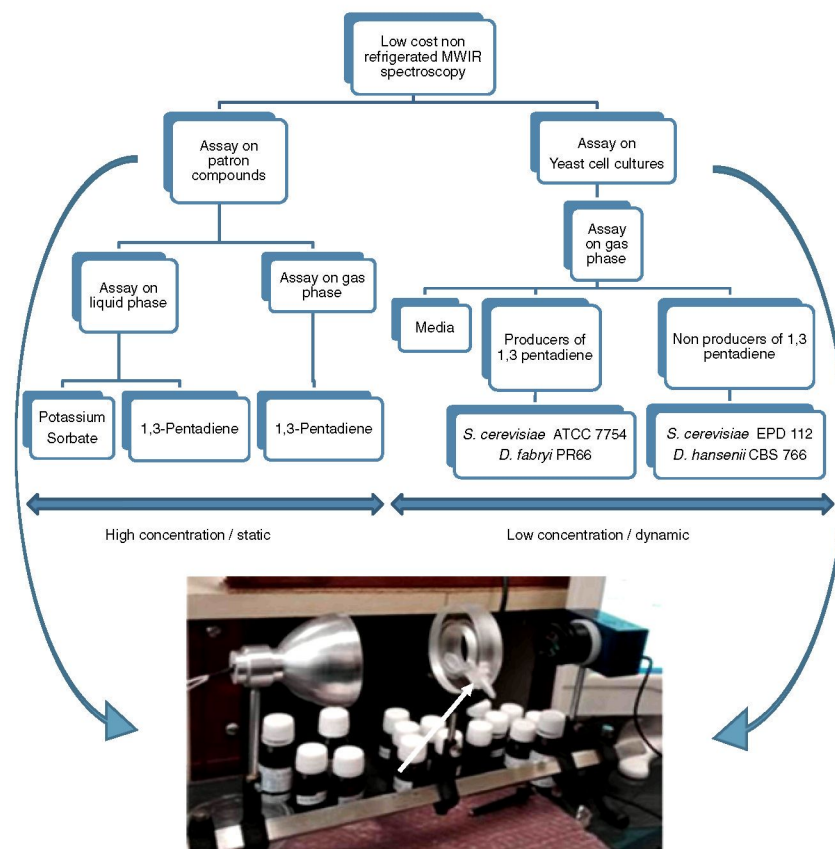 Low cost non
refrigerated MWIR
spectroscopy
Assay on
patron
compounds
Assay on
Yeast cell cultures
Assay
on gas
phase
Assay on
liquid phase
Assay on gas
phase
Media
Producers of
1,3 pentadiene
Non producers of 1,3
pentadiene
Potassium
Sorbate
1,3-Pentadiene
1,3-Pentadiene
S. cerevisiae ATCC 7754
D. fabryi PR66
S. cerevisiae EPD 112
D. hansenii CBS 766
High concentration / static
Low concentration / dynamic